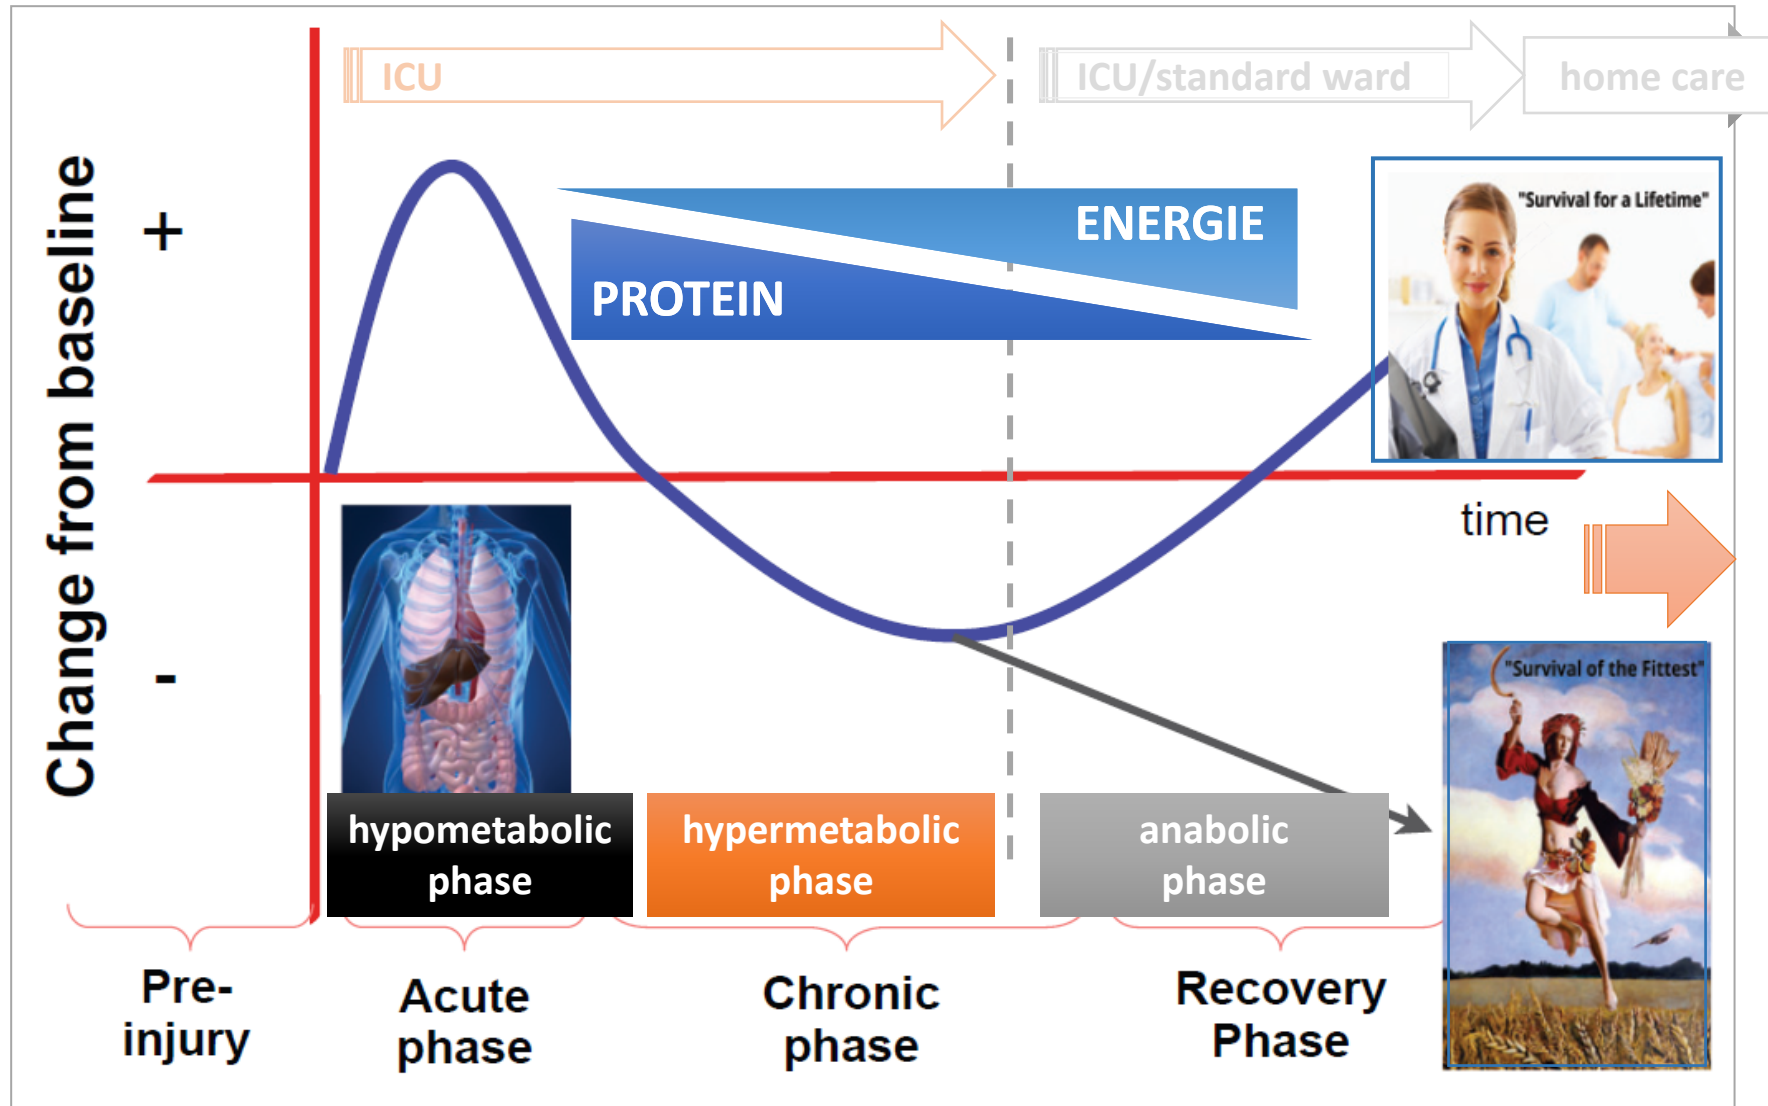 ICU
ICU/standard ward
home care
Change from baseline
+
-
ENERGIE
PROTEIN
"Survival for a Lifetime"
time
"Survival of the Fittest"
hypometabolic
phase
hypermetabolic
phase
anabolic
phase
Pre-
injury
Acute
phase
Chronic
phase
Recovery
Phase